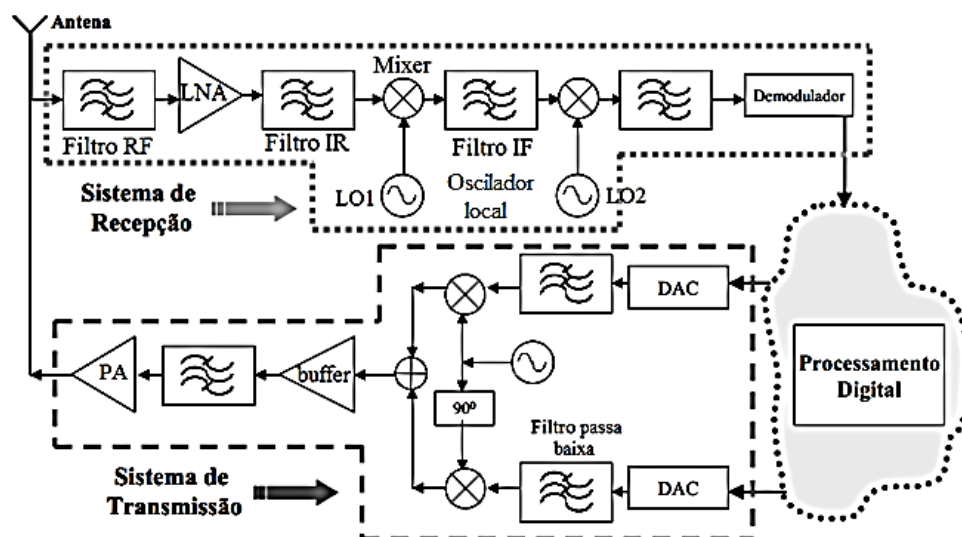 Antena
LNA
Mixer
Demodulador
Filtro RF
Filtro IR
Filtro IF
Sistema de
Recepção
LO1
Oscilador
local
LO2
DAC
Processamento
Digital
PA
buffer
90º
Filtro passa
baixa
Sistema de
Transmissão
DAC